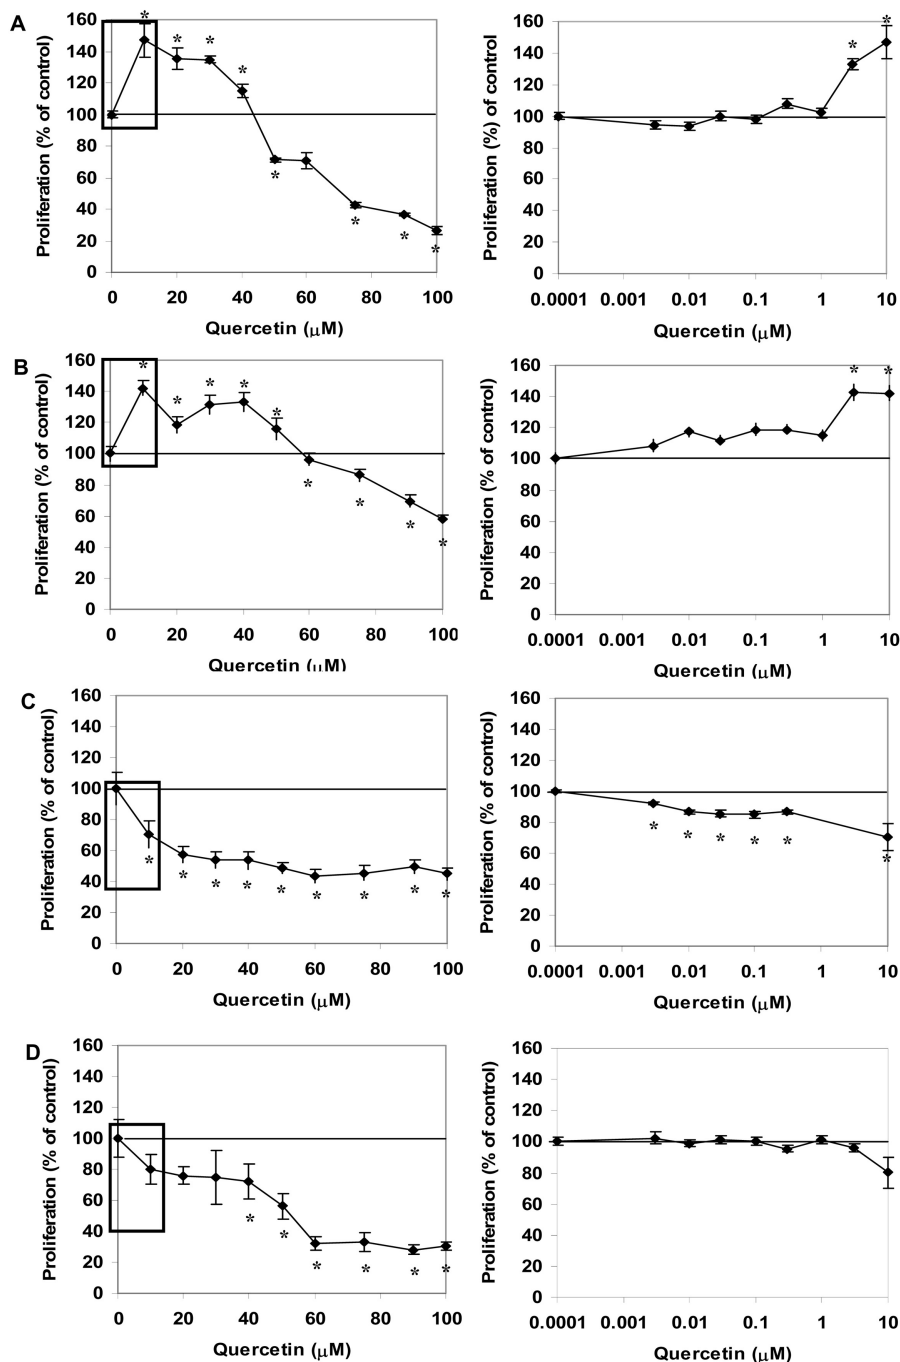 A
Proliferation (% of control)
160
140
120
100
80
60
40
20
0
* * * * * * * *
0 20 40 60 80 100
Quercetin (µM)
Proliferation (%) of control
160
140
120
100
80
60
40
20
0
* *
0.0001 0.001 0.01 0.1 1 10
Quercetin (µM)
B
Proliferation (% of control)
160
140
120
100
80
60
40
20
0
* * * * * * * * *
0 20 40 60 80 100
Quercetin (µM)
Proliferation (% of control)
160
140
120
100
80
60
40
20
0
* *
0.0001 0.001 0.01 0.1 1 10
Quercetin (µM)
C
Proliferation (% of control)
160
140
120
100
80
60
40
20
0
* * * * * * * * *
0 20 40 60 80 100
Quercetin (µM)
Proliferation (% of control)
160
140
120
100
80
60
40
20
0
* * * * * *
0.0001 0.001 0.01 0.1 1 10
Quercetin (µM)
D
Proliferation (% of control)
160
140
120
100
80
60
40
20
0
* * * * * *
0 20 40 60 80 100
Quercetin (µM)
Proliferation (% of control)
160
140
120
100
80
60
40
20
0
0.0001 0.001 0.01 0.1 1 10
Quercetin (µM)